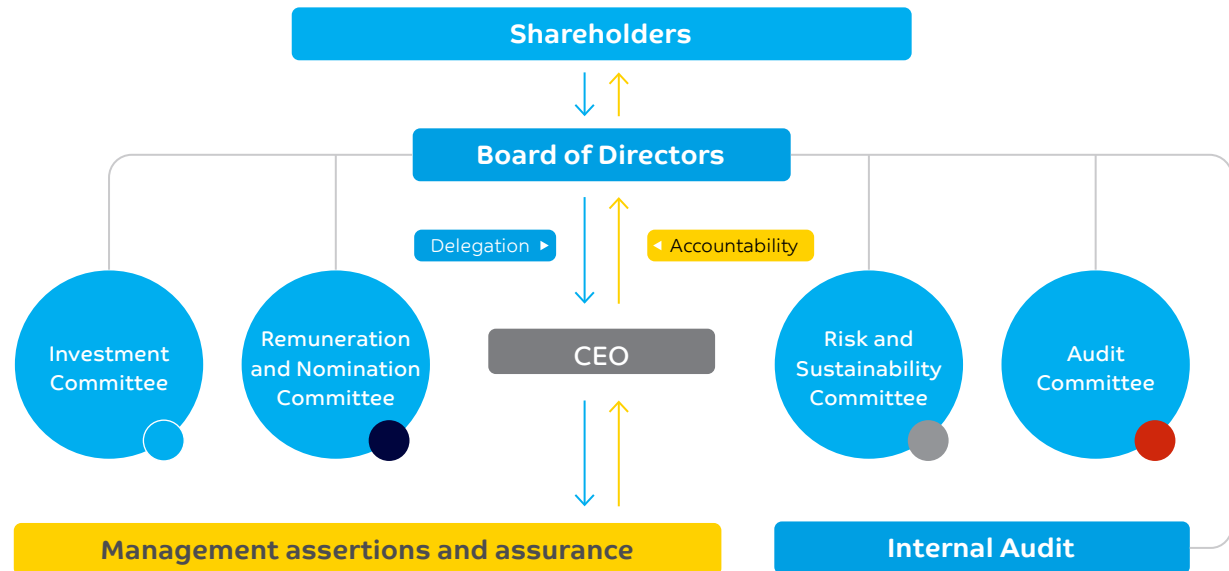 Shareholders
Board of Directors
Delegation ▶
◀ Accountability
Investment
Committee
Remuneration
and Nomination
Committee
CEO
Risk and
Sustainability
Committee
Audit
Committee
Management assertions and assurance
Internal Audit